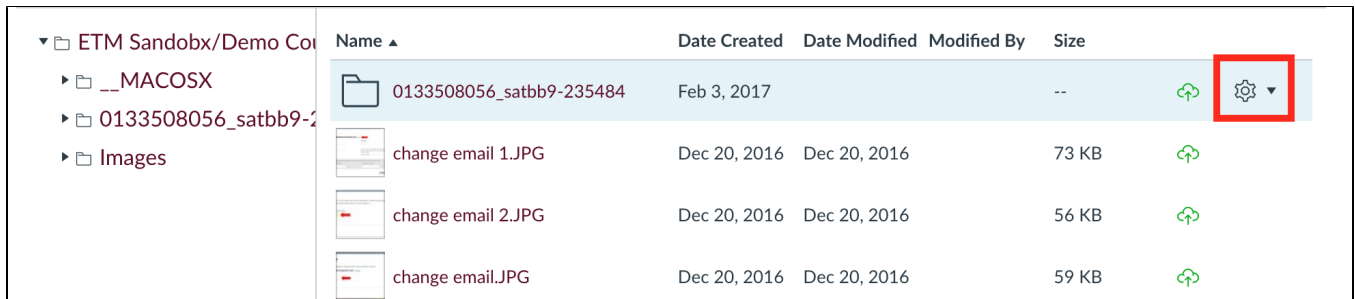 ETM Sandobx/Demo Cou
__MACOSX
0133508056_satbb9-2
Images
Name Date Created Date Modified Modified By Size
0133508056_satbb9-235484 Feb 3, 2017 --
change email 1.JPG Dec 20, 2016 Dec 20, 2016 73 KB
change email 2.JPG Dec 20, 2016 Dec 20, 2016 56 KB
change email.JPG Dec 20, 2016 Dec 20, 2016 59 KB